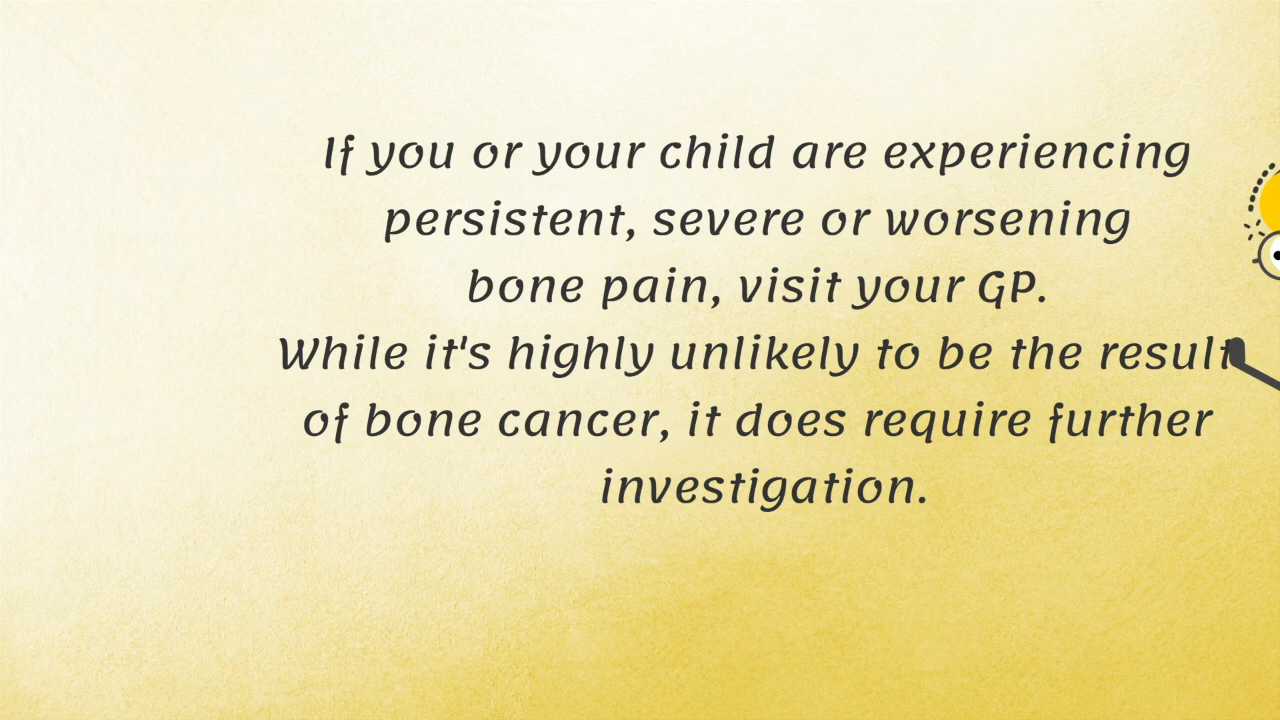 If you or your child are experiencing
persistent, severe or worsening
bone pain, visit your GP.
While it's highly unlikely to be the result
of bone cancer, it does require further
investigation.